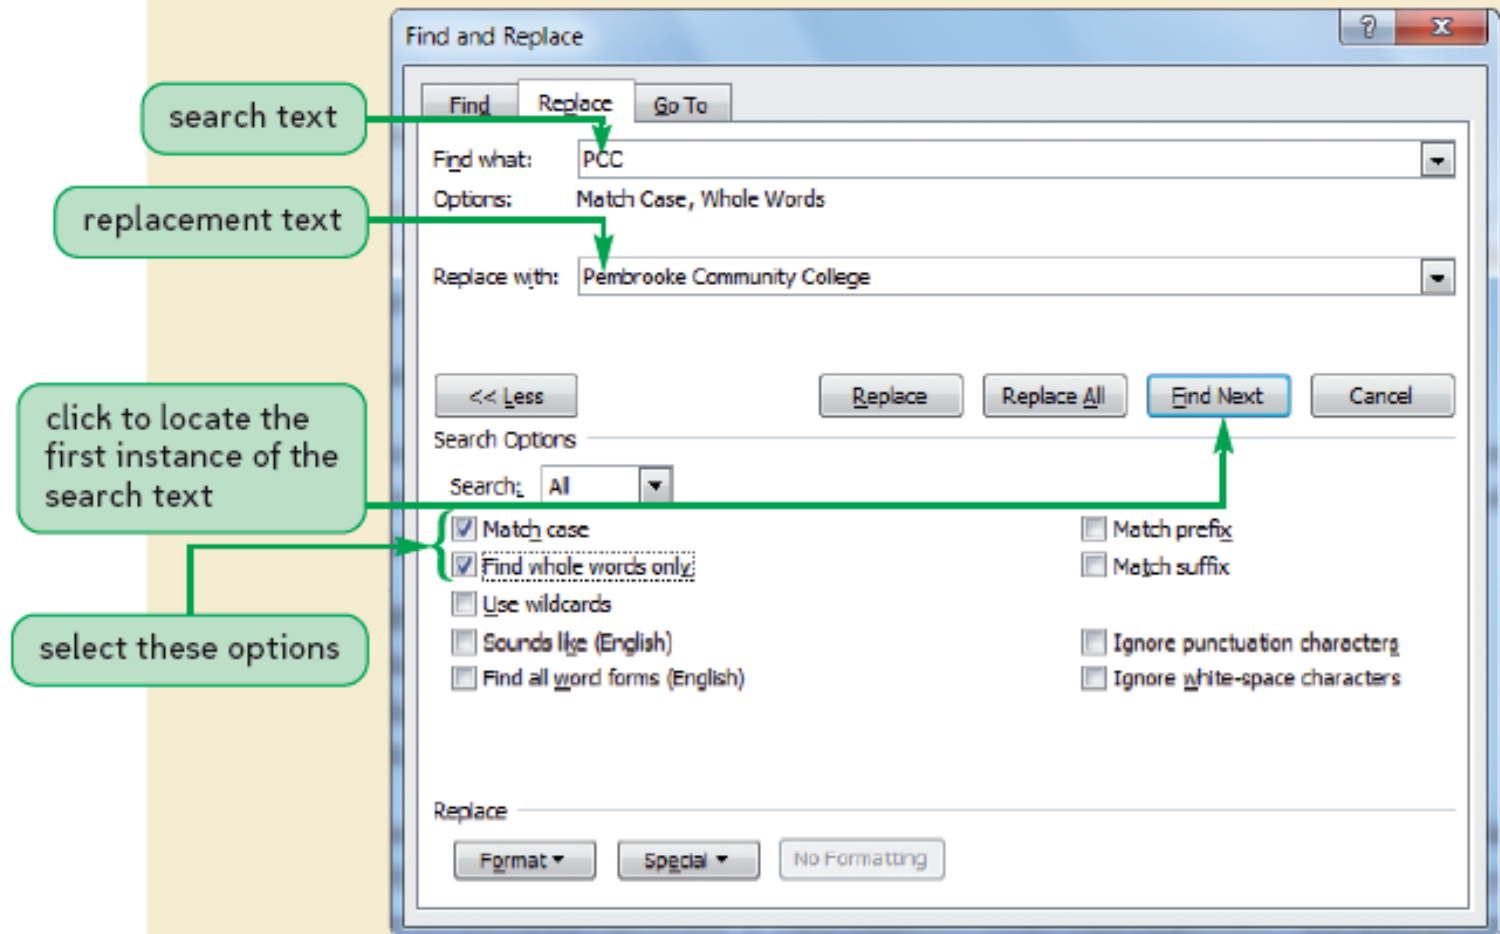 Find and Replace
?
x
Find
Replace
Go To
search text
Find what:
PCC
Options:
Match Case, Whole Words
replacement text
Replace with:
Pembrooke Community College
<< Less
Replace
Replace All
Find Next
Cancel
click to locate the
first instance of the
search text
Search Options
Search:
All
Match case
Match prefix
Find whole words only
Match suffix
Use wildcards
select these options
Sounds like (English)
Ignore punctuation characters
Find all word forms (English)
Ignore white-space characters
Replace
Format
Special
No Formatting